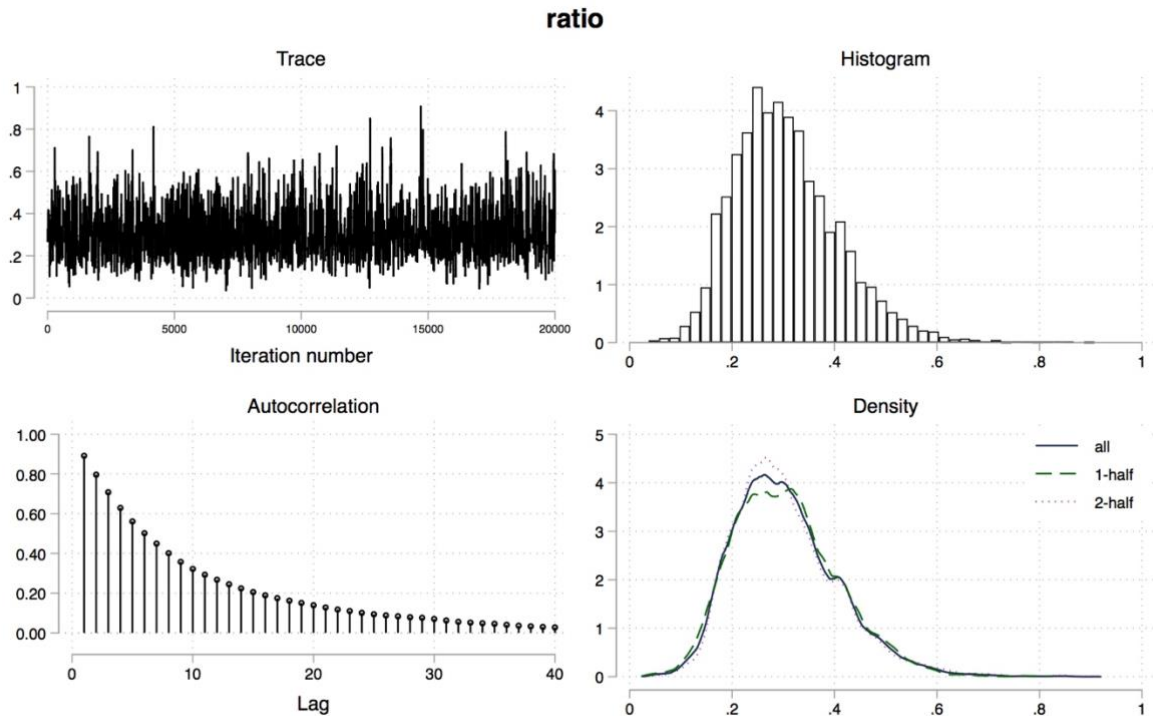 ratio
Trace
1
.8
.6
.4
.2
0
0 5000 10000 15000 20000
Iteration number
Histogram
4
3
2
1
0
0 .2 .4 .6 .8 1
Autocorrelation
1.00
0.80
0.60
0.40
0.20
0.00
0 10 20 30 40
Lag
Density
5
4
3
2
1
0
0 .2 .4 .6 .8 1
all
1-half
2-half